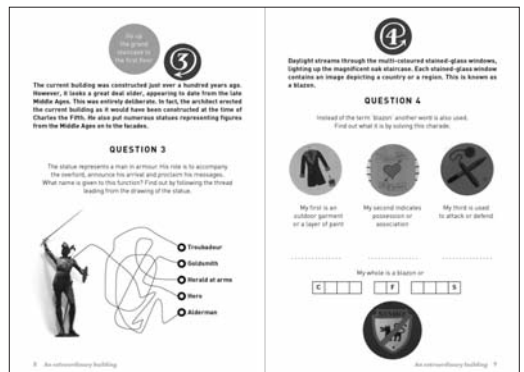 Go up
the grand
staircase to
the first floor
3
The current building was constructed just over a hundred years ago.
However, it looks a great deal older, appearing to date from the late
Middle Ages. This was entirely deliberate. In fact, the architect erected
the current building as it would have been constructed at the time of
Charles the Fifth. He also put numerous statues representing figures
from the Middle Ages on to the facades.
QUESTION 3
The statue represents a man in armour. His role is to accompany
the overlord, announce his arrival and proclaim his messages.
What name is given to this function? Find out by following the thread
leading from the drawing of the statue.
Troubadour
Goldsmith
Herald at arms
Hero
Alderman
8 An extraordinary building
4
Daylight streams through the multi-coloured stained-glass windows,
lighting up the magnificent oak staircase. Each stained-glass window
contains an image depicting a country or a region. This is known as
a blazon.
QUESTION 4
Instead of the term 'blazon' another word is also used.
Find out what it is by solving this charade.
My first is an
outdoor garment
or a layer of paint
My second indicates
possession or
association
My third is used
to attack or defend
My whole is a blazon or
C F S
An extraordinary building 9